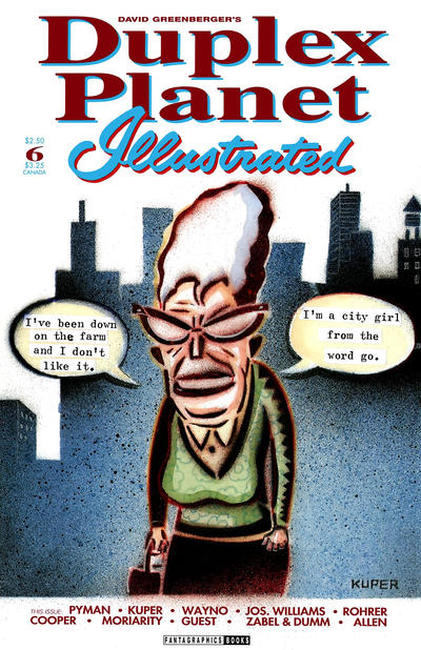 DAVID GREENBERGER'S
Duplex
Planet
Illustrated
$2.50
6
$3.25
CANADA
I've been down
on the farm
and I don't
like it.
I'm a city girl
from the
word go.
KUPER
THIS ISSUE: PYMAN • KUPER • WAYNO • JOS. WILLIAMS • ROHRER
COOPER • MORIARITY • GUEST • ZABEL & DUMM • ALLEN
FANTAGRAPHICS BOOKS